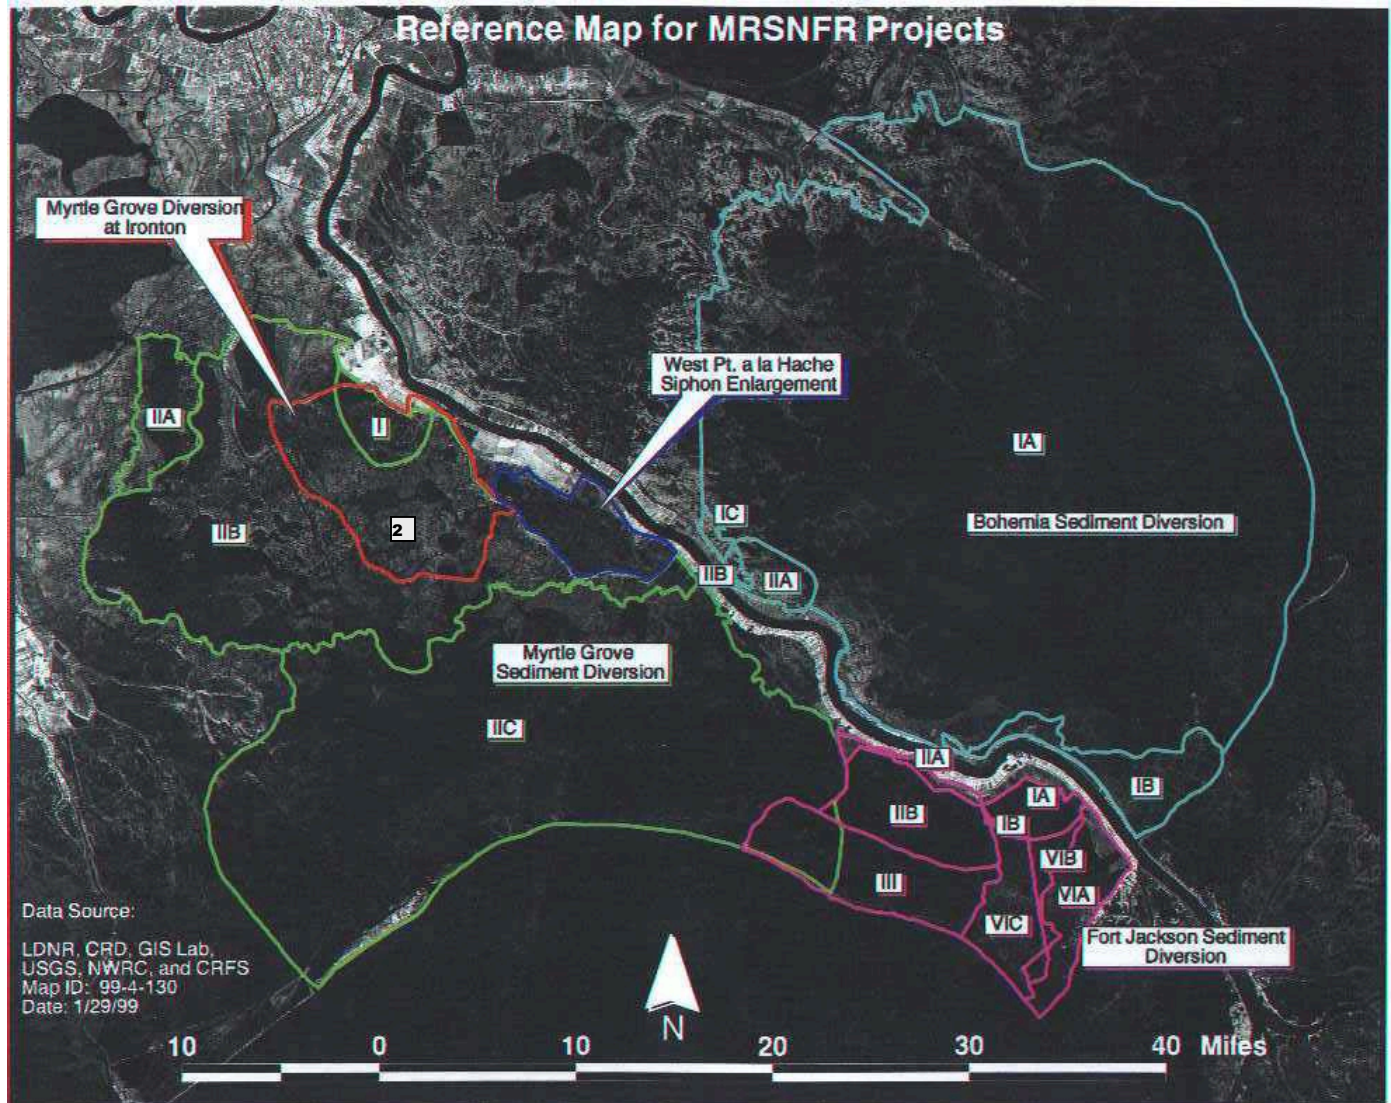 Reference Map for MRSNFR Projects
Myrtle Grove Diversion
at Ironton
West Pt. a la Hache
Siphon Enlargement
IIA
I
IA
IC
Bohemia Sediment Diversion
IIB
2
IIB
IIA
Myrtle Grove
Sediment Diversion
IIC
IIA
IB
IA
IIB
IB
VIB
III
VIA
VIC
Fort Jackson Sediment
Diversion
Data Source:
LDNR, CRD, GIS Lab,
USGS, NWRC, and CRFS
Map ID: 99-4-130
Date: 1/29/99
N
10 0 10 20 30 40 Miles